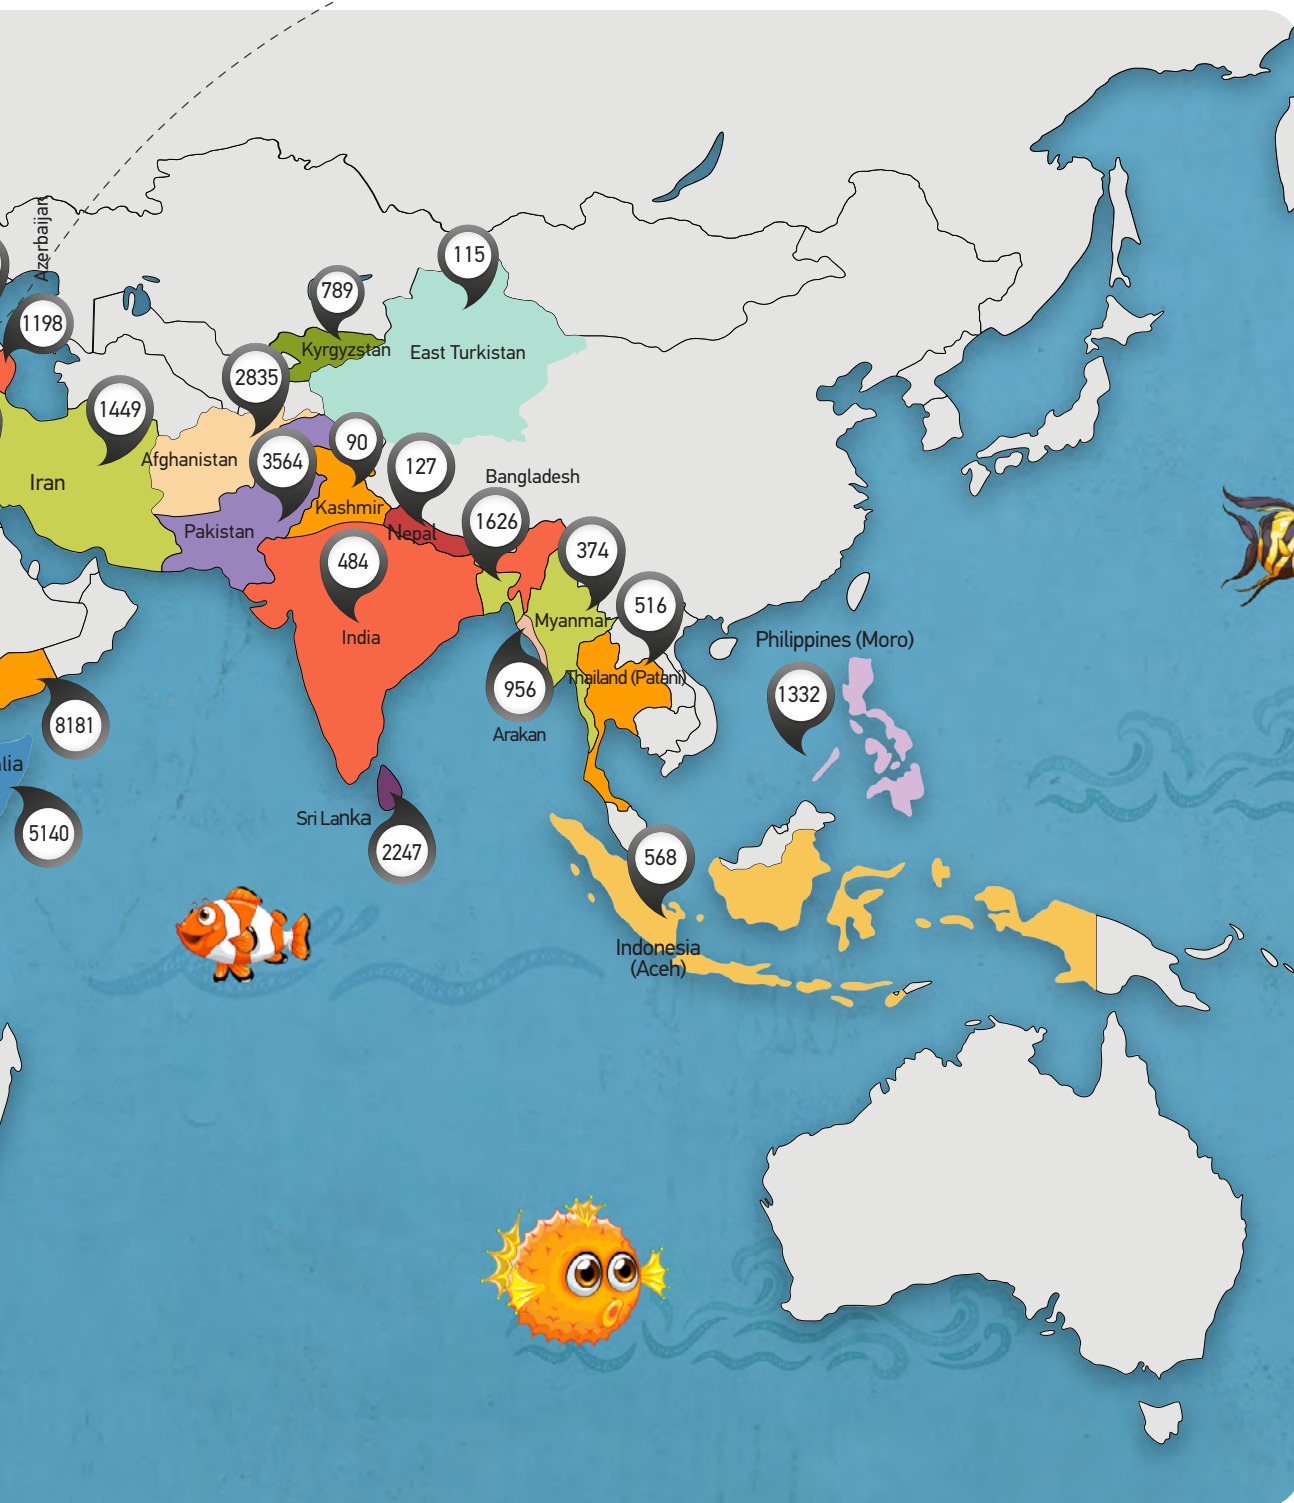 Azerbaijan
115
789
1198
Kyrgyzstan
East Turkistan
2835
1449
90
Afghanistan
3564
127
Iran
Bangladesh
Kashmir
1626
Pakistan
Nepal
374
484
516
Myanmar
India
Philippines (Moro)
Thailand (Patani)
956
1332
8181
Arakan
lia
Sri Lanka
5140
2247
568
Indonesia
(Aceh)